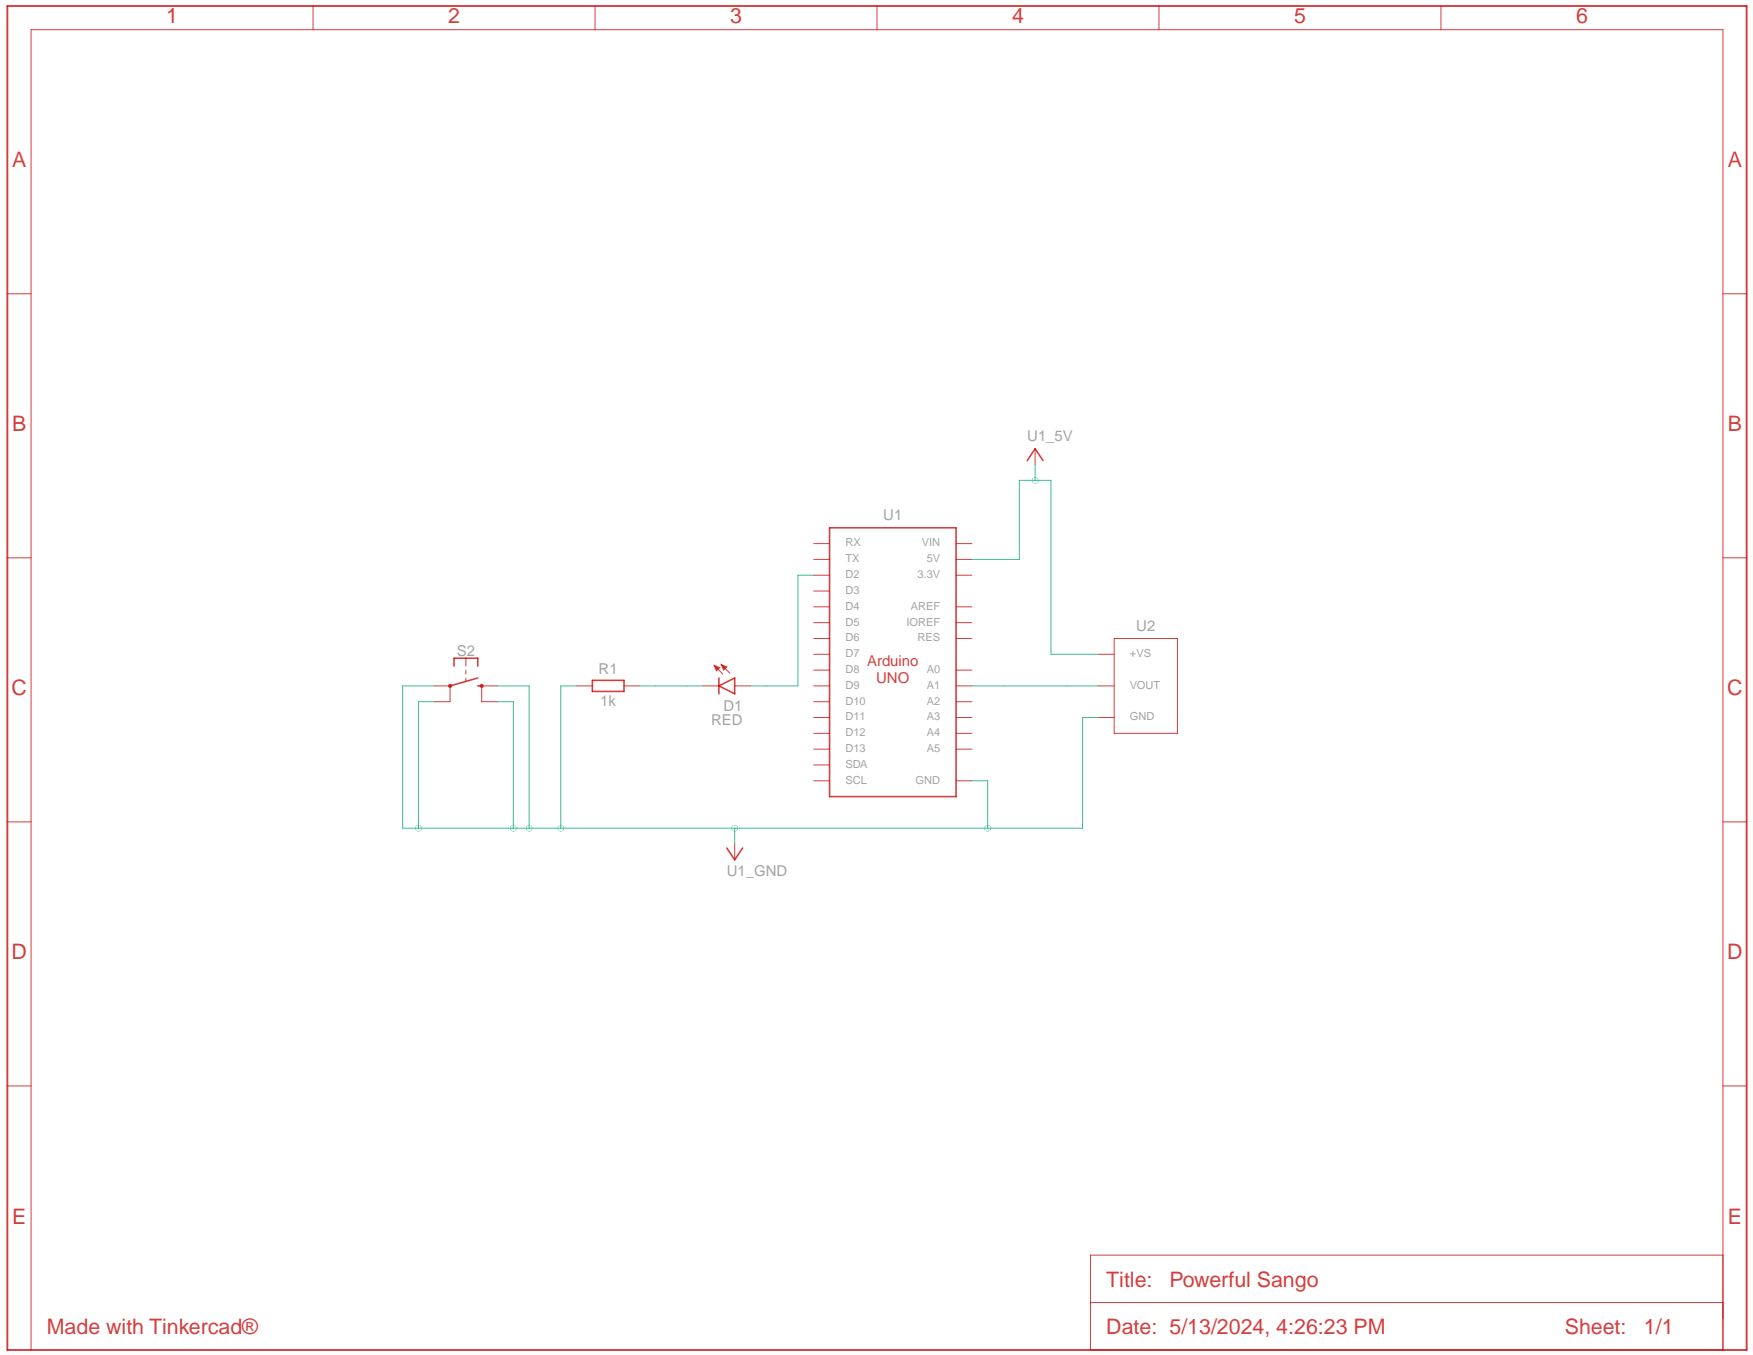 1 2 3 4 5 6
A A
B B
U1_5V
U1
RX VIN
TX 5V
D2 3.3V
D3
D4 AREF
D5 IOREF
D6 RES
D7
D8 A0
D9 A1
D10 A2
D11 A3
D12 A4
D13 A5
SDA
SCL GND
Arduino
UNO
U2
+VS
VOUT
GND
S2
R1
1k
D1
RED
C C
U1_GND
D D
E E
Title: Powerful Sango
Made with Tinkercad®
Date: 5/13/2024, 4:26:23 PM Sheet: 1/1